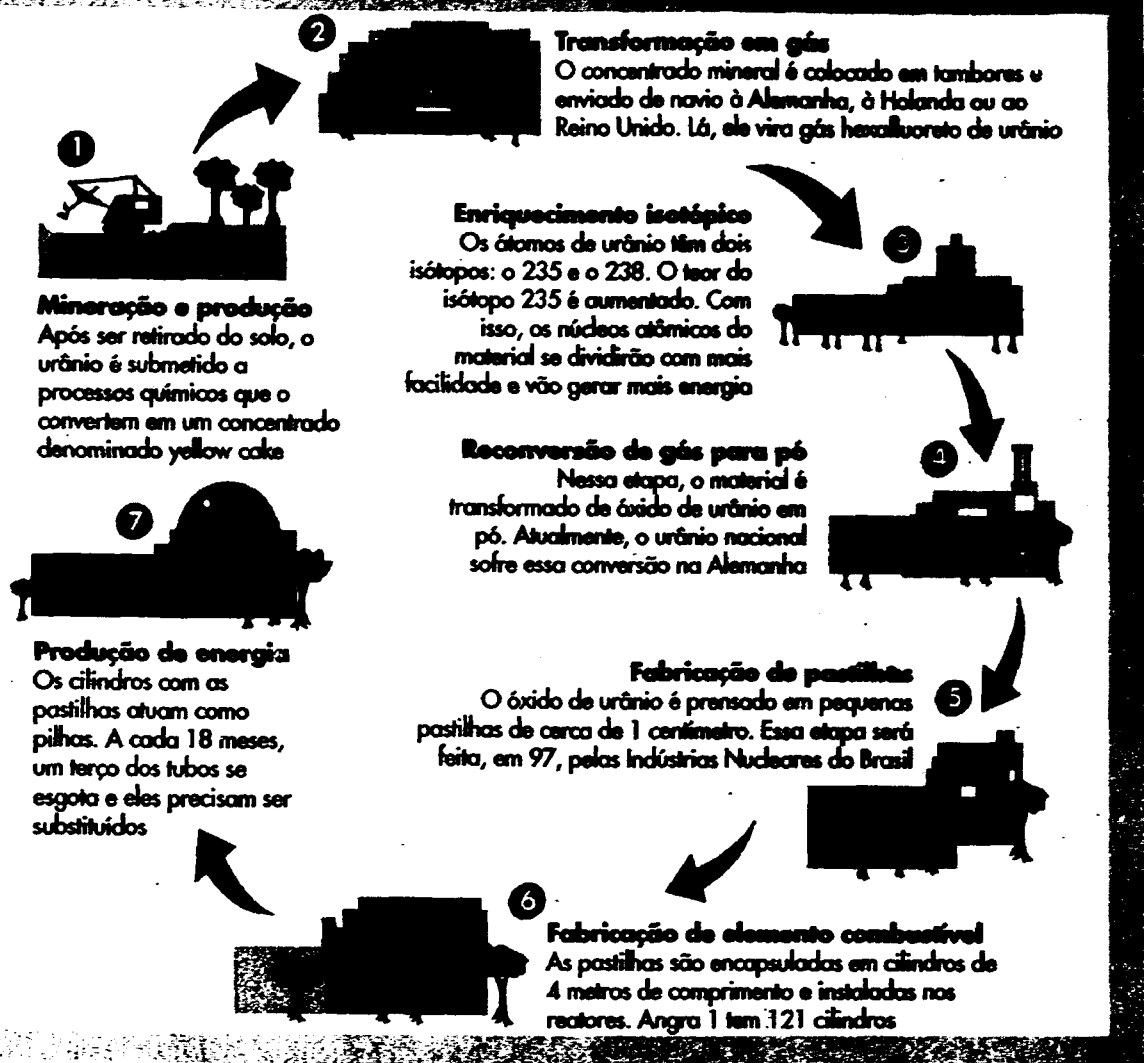 1
Mineração e produção
Após ser retirado do solo, o
urânio é submetido a
processos químicos que o
convertem em um concentrado
denominado yellow cake
2
Transformação em gás
O concentrado mineral é colocado em tambores e
enviado de navio à Alemanha, à Holanda ou ao
Reino Unido. Lá, ele vira gás hexafluoreto de urânio
3
Enriquecimento isotópico
Os átomos de urânio têm dois
isótopos: o 235 e o 238. O teor do
isótopo 235 é aumentado. Com
isso, os núcleos atômicos do
material se dividirão com mais
facilidade e vão gerar mais energia
4
Reconversão de gás para pó
Nessa etapa, o material é
transformado de óxido de urânio em
pó. Atualmente, o urânio nacional
sofre essa conversão na Alemanha
5
Fabricação de pastilhas
O óxido de urânio é prensado em pequenas
pastilhas de cerca de 1 centímetro. Essa etapa será
feita, em 97, pelas Indústrias Nucleares do Brasil
6
Fabricação de elemento combustível
As pastilhas são encapsuladas em cilindros de
4 metros de comprimento e instaladas nos
reatores. Angra 1 tem 121 cilindros
7
Produção de energia
Os cilindros com as
pastilhas atuam como
pilhas. A cada 18 meses,
um terço dos tubos se
esgota e eles precisam ser
substituídos